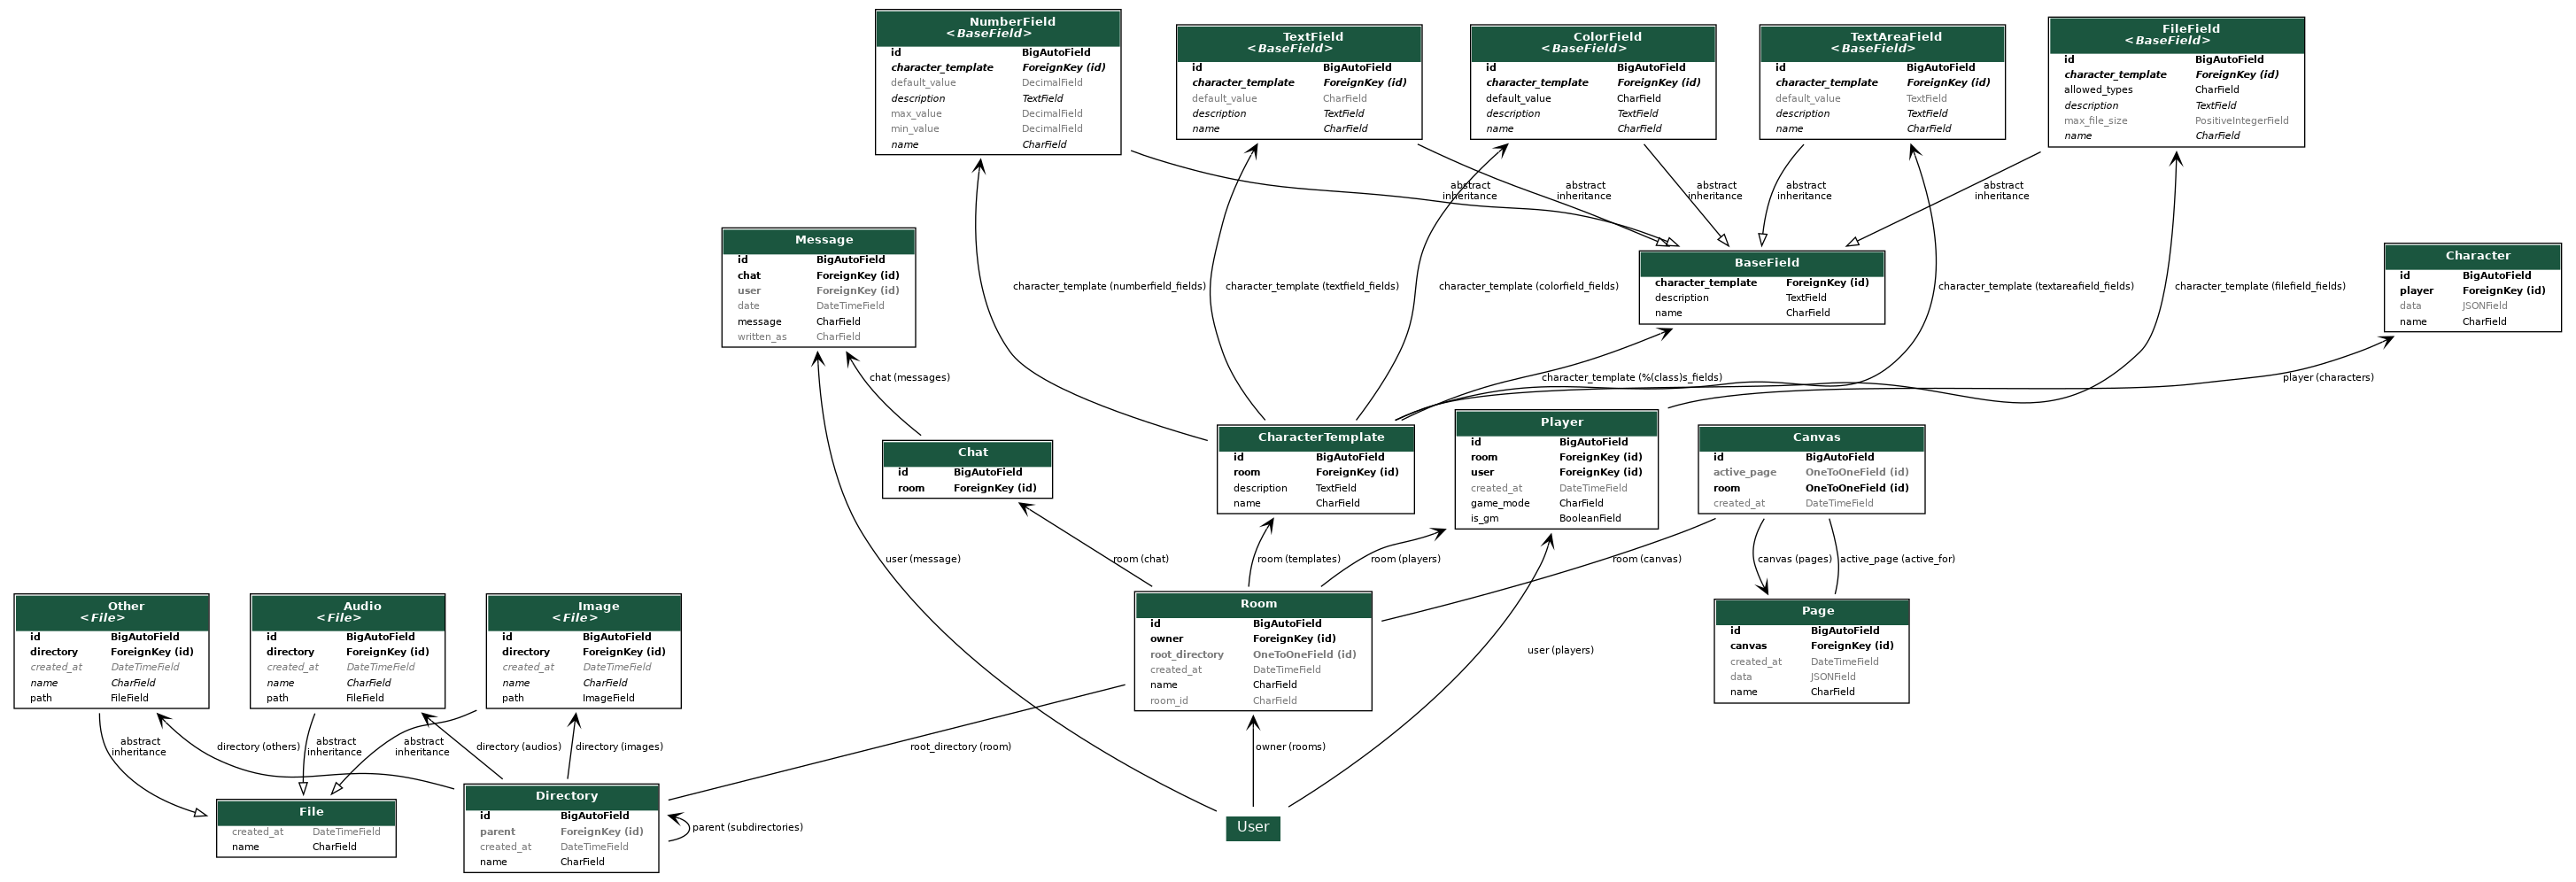 NumberField
<BaseField>
id BigAutoField
character_template ForeignKey (id)
default_value DecimalField
description TextField
max_value DecimalField
min_value DecimalField
name CharField
TextField
<BaseField>
id BigAutoField
character_template ForeignKey (id)
default_value CharField
description TextField
name CharField
ColorField
<BaseField>
id BigAutoField
character_template ForeignKey (id)
default_value CharField
description TextField
name CharField
TextAreaField
<BaseField>
id BigAutoField
character_template ForeignKey (id)
default_value TextField
description TextField
name CharField
FileField
<BaseField>
id BigAutoField
character_template ForeignKey (id)
allowed_types CharField
description TextField
max_file_size PositiveIntegerField
name CharField
abstract
inheritance
abstract
inheritance
abstract
inheritance
abstract
inheritance
abstract
inheritance
Message
id BigAutoField
chat ForeignKey (id)
user ForeignKey (id)
date DateTimeField
message CharField
written_as CharField
character_template (numberfield_fields)
character_template (textfield_fields)
character_template (colorfield_fields)
BaseField
character_template ForeignKey (id)
description TextField
name CharField
character_template (textareafield_fields)
character_template (filefield_fields)
Character
id BigAutoField
player ForeignKey (id)
data JSONField
name CharField
chat (messages)
character_template (%(class)s_fields)
player (characters)
Chat
id BigAutoField
room ForeignKey (id)
CharacterTemplate
id BigAutoField
room ForeignKey (id)
description TextField
name CharField
Player
id BigAutoField
room ForeignKey (id)
user ForeignKey (id)
created_at DateTimeField
game_mode CharField
is_gm BooleanField
Canvas
id BigAutoField
active_page OneToOneField (id)
room OneToOneField (id)
created_at DateTimeField
user (message)
room (chat)
room (templates)
room (players)
room (canvas)
canvas (pages)
active_page (active_for)
Other
<File>
id BigAutoField
directory ForeignKey (id)
created_at DateTimeField
name CharField
path FileField
Audio
<File>
id BigAutoField
directory ForeignKey (id)
created_at DateTimeField
name CharField
path FileField
Image
<File>
id BigAutoField
directory ForeignKey (id)
created_at DateTimeField
name CharField
path ImageField
Room
id BigAutoField
owner ForeignKey (id)
root_directory OneToOneField (id)
created_at DateTimeField
name CharField
room_id CharField
user (players)
Page
id BigAutoField
canvas ForeignKey (id)
created_at DateTimeField
data JSONField
name CharField
abstract
inheritance
directory (others)
abstract
inheritance
abstract
inheritance
directory (audios)
directory (images)
root_directory (room)
owner (rooms)
File
created_at DateTimeField
name CharField
Directory
id BigAutoField
parent ForeignKey (id)
created_at DateTimeField
name CharField
parent (subdirectories)
User